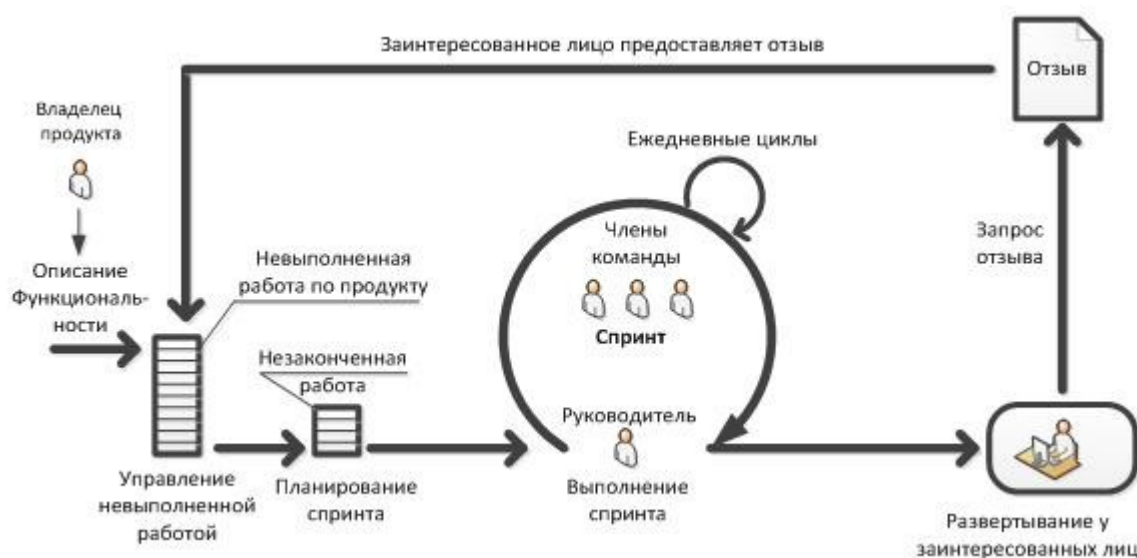 Заинтересованное лицо предоставляет отзыв
Отзыв
Владелец
продукта
Ежедневные циклы
Описание
Функциональ-
ности
Невыполненная
работа по продукту
Члены
команды
Спринт
Запрос
отзыва
Незаконченная
работа
Руководитель
Управление
невыполненной
работой
Планирование
спринта
Выполнение
спринта
Развертывание у
заинтересованных лиц